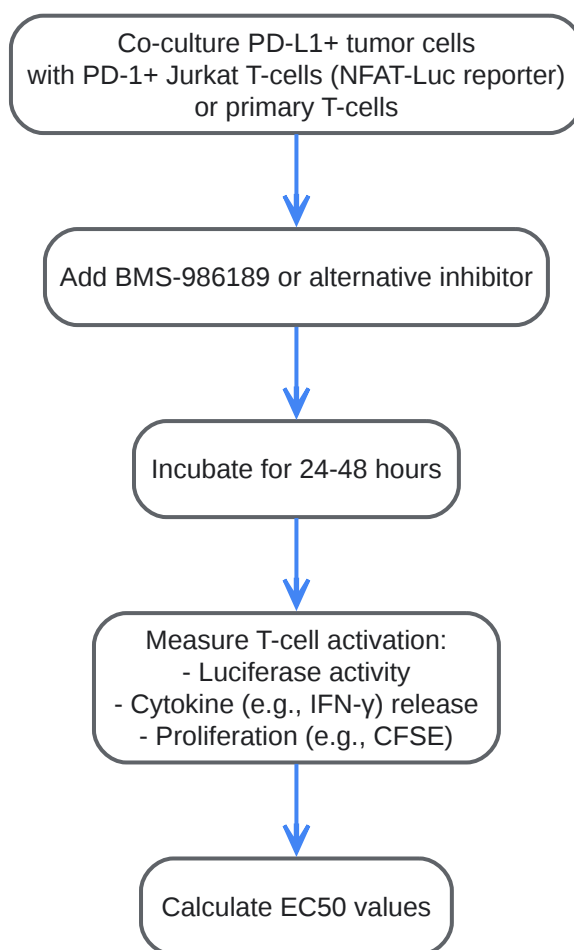 Co-culture PD-L1+ tumor cells
with PD-1+ Jurkat T-cells (NFAT-Luc reporter)
or primary T-cells
Add BMS-986189 or alternative inhibitor
Incubate for 24-48 hours
Measure T-cell activation:
- Luciferase activity
- Cytokine (e.g., IFN-γ) release
- Proliferation (e.g., CFSE)
Calculate EC50 values